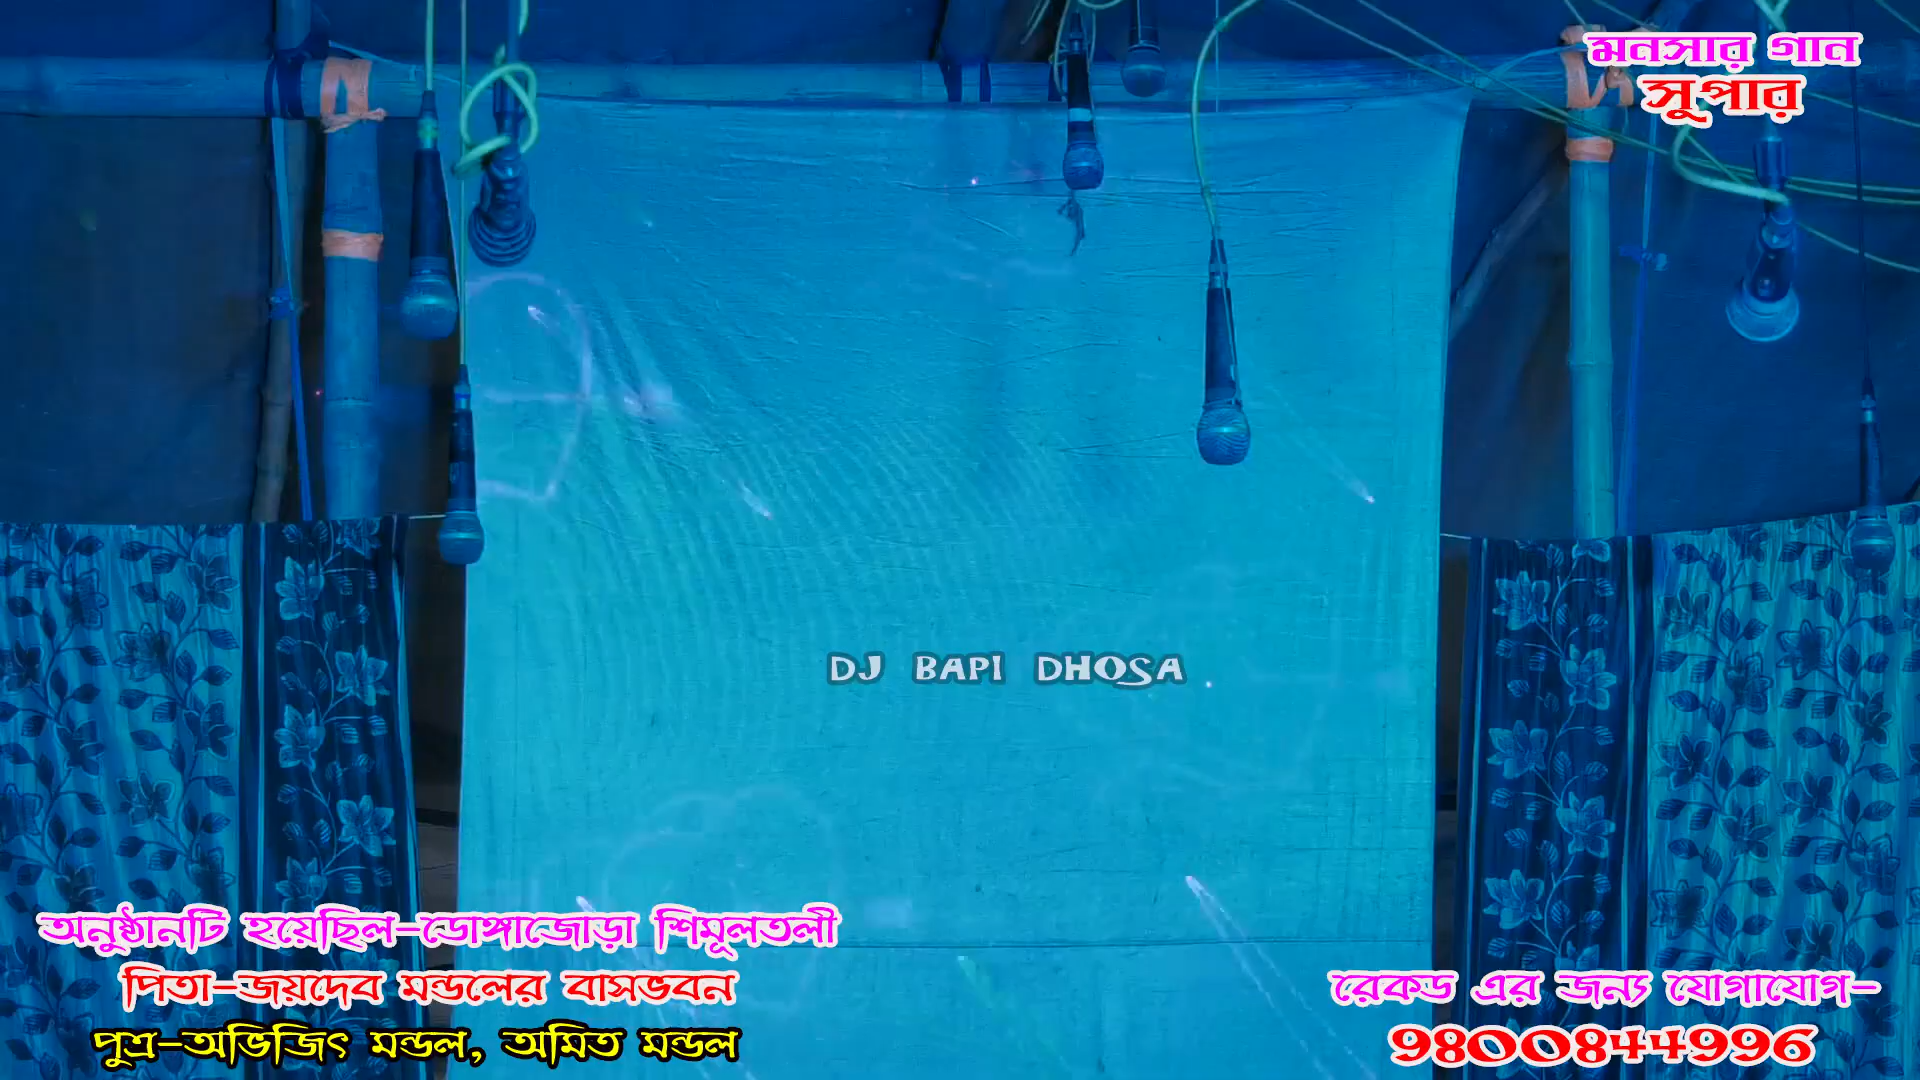 মনসার গান
সুপার
DJ BAPI DHOSA
অনুষ্ঠানটি হয়েছিল-ডোঙ্গাজোড়া শিমূলতলী
পিতা-জয়দেব মন্ডলের বাসভবন
পুত্র-অভিজিৎ মন্ডল, অমিত মন্ডল
রেকড এর জন্য যোগাযোগ-
9800844996